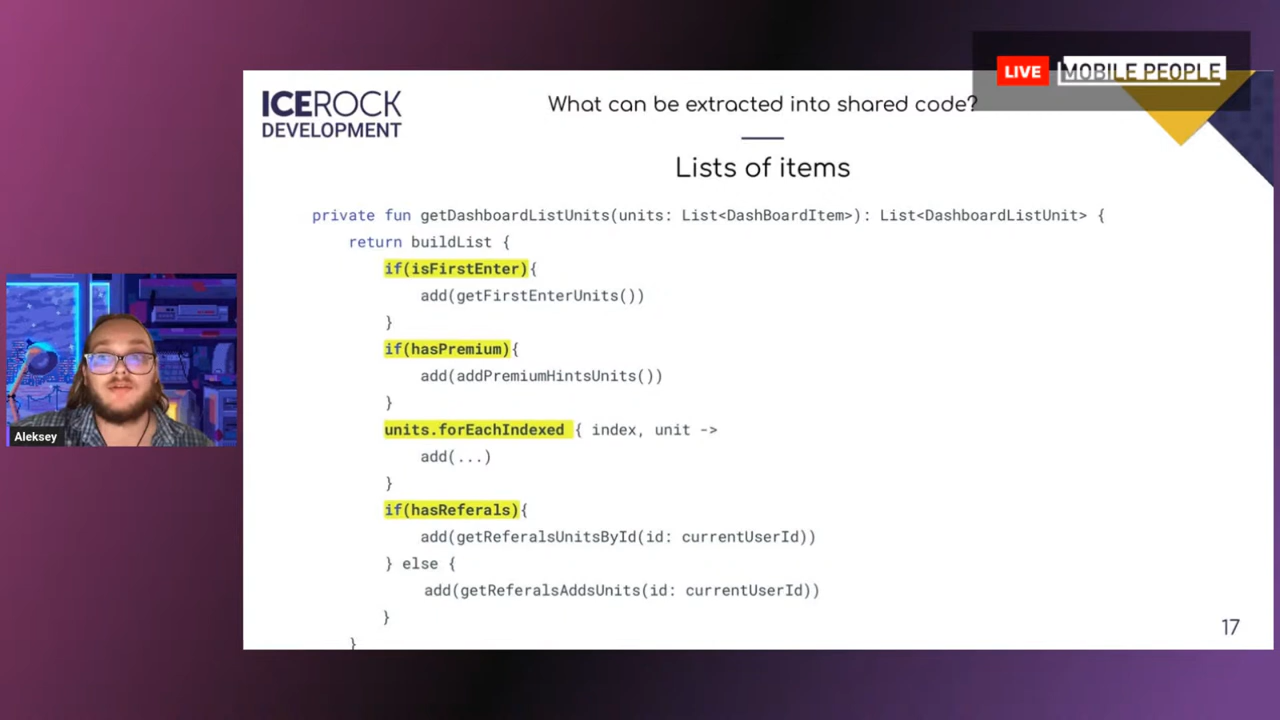 LIVE MOBILE PEOPLE
ICEROCK
DEVELOPMENT
What can be extracted into shared code?
Lists of items
private fun getDashboardListUnits(units: List<DashBoardItem>): List<DashboardListUnit> {
return buildList {
if(isFirstEnter){
add(getFirstEnterUnits())
}
if(hasPremium){
add(addPremiumHintsUnits())
}
units.forEachIndexed { index, unit ->
add(...)
}
if(hasReferals){
add(getReferalsUnitsById(id: currentUserId))
} else {
add(getReferalsAddsUnits(id: currentUserId))
}
}
17
Aleksey